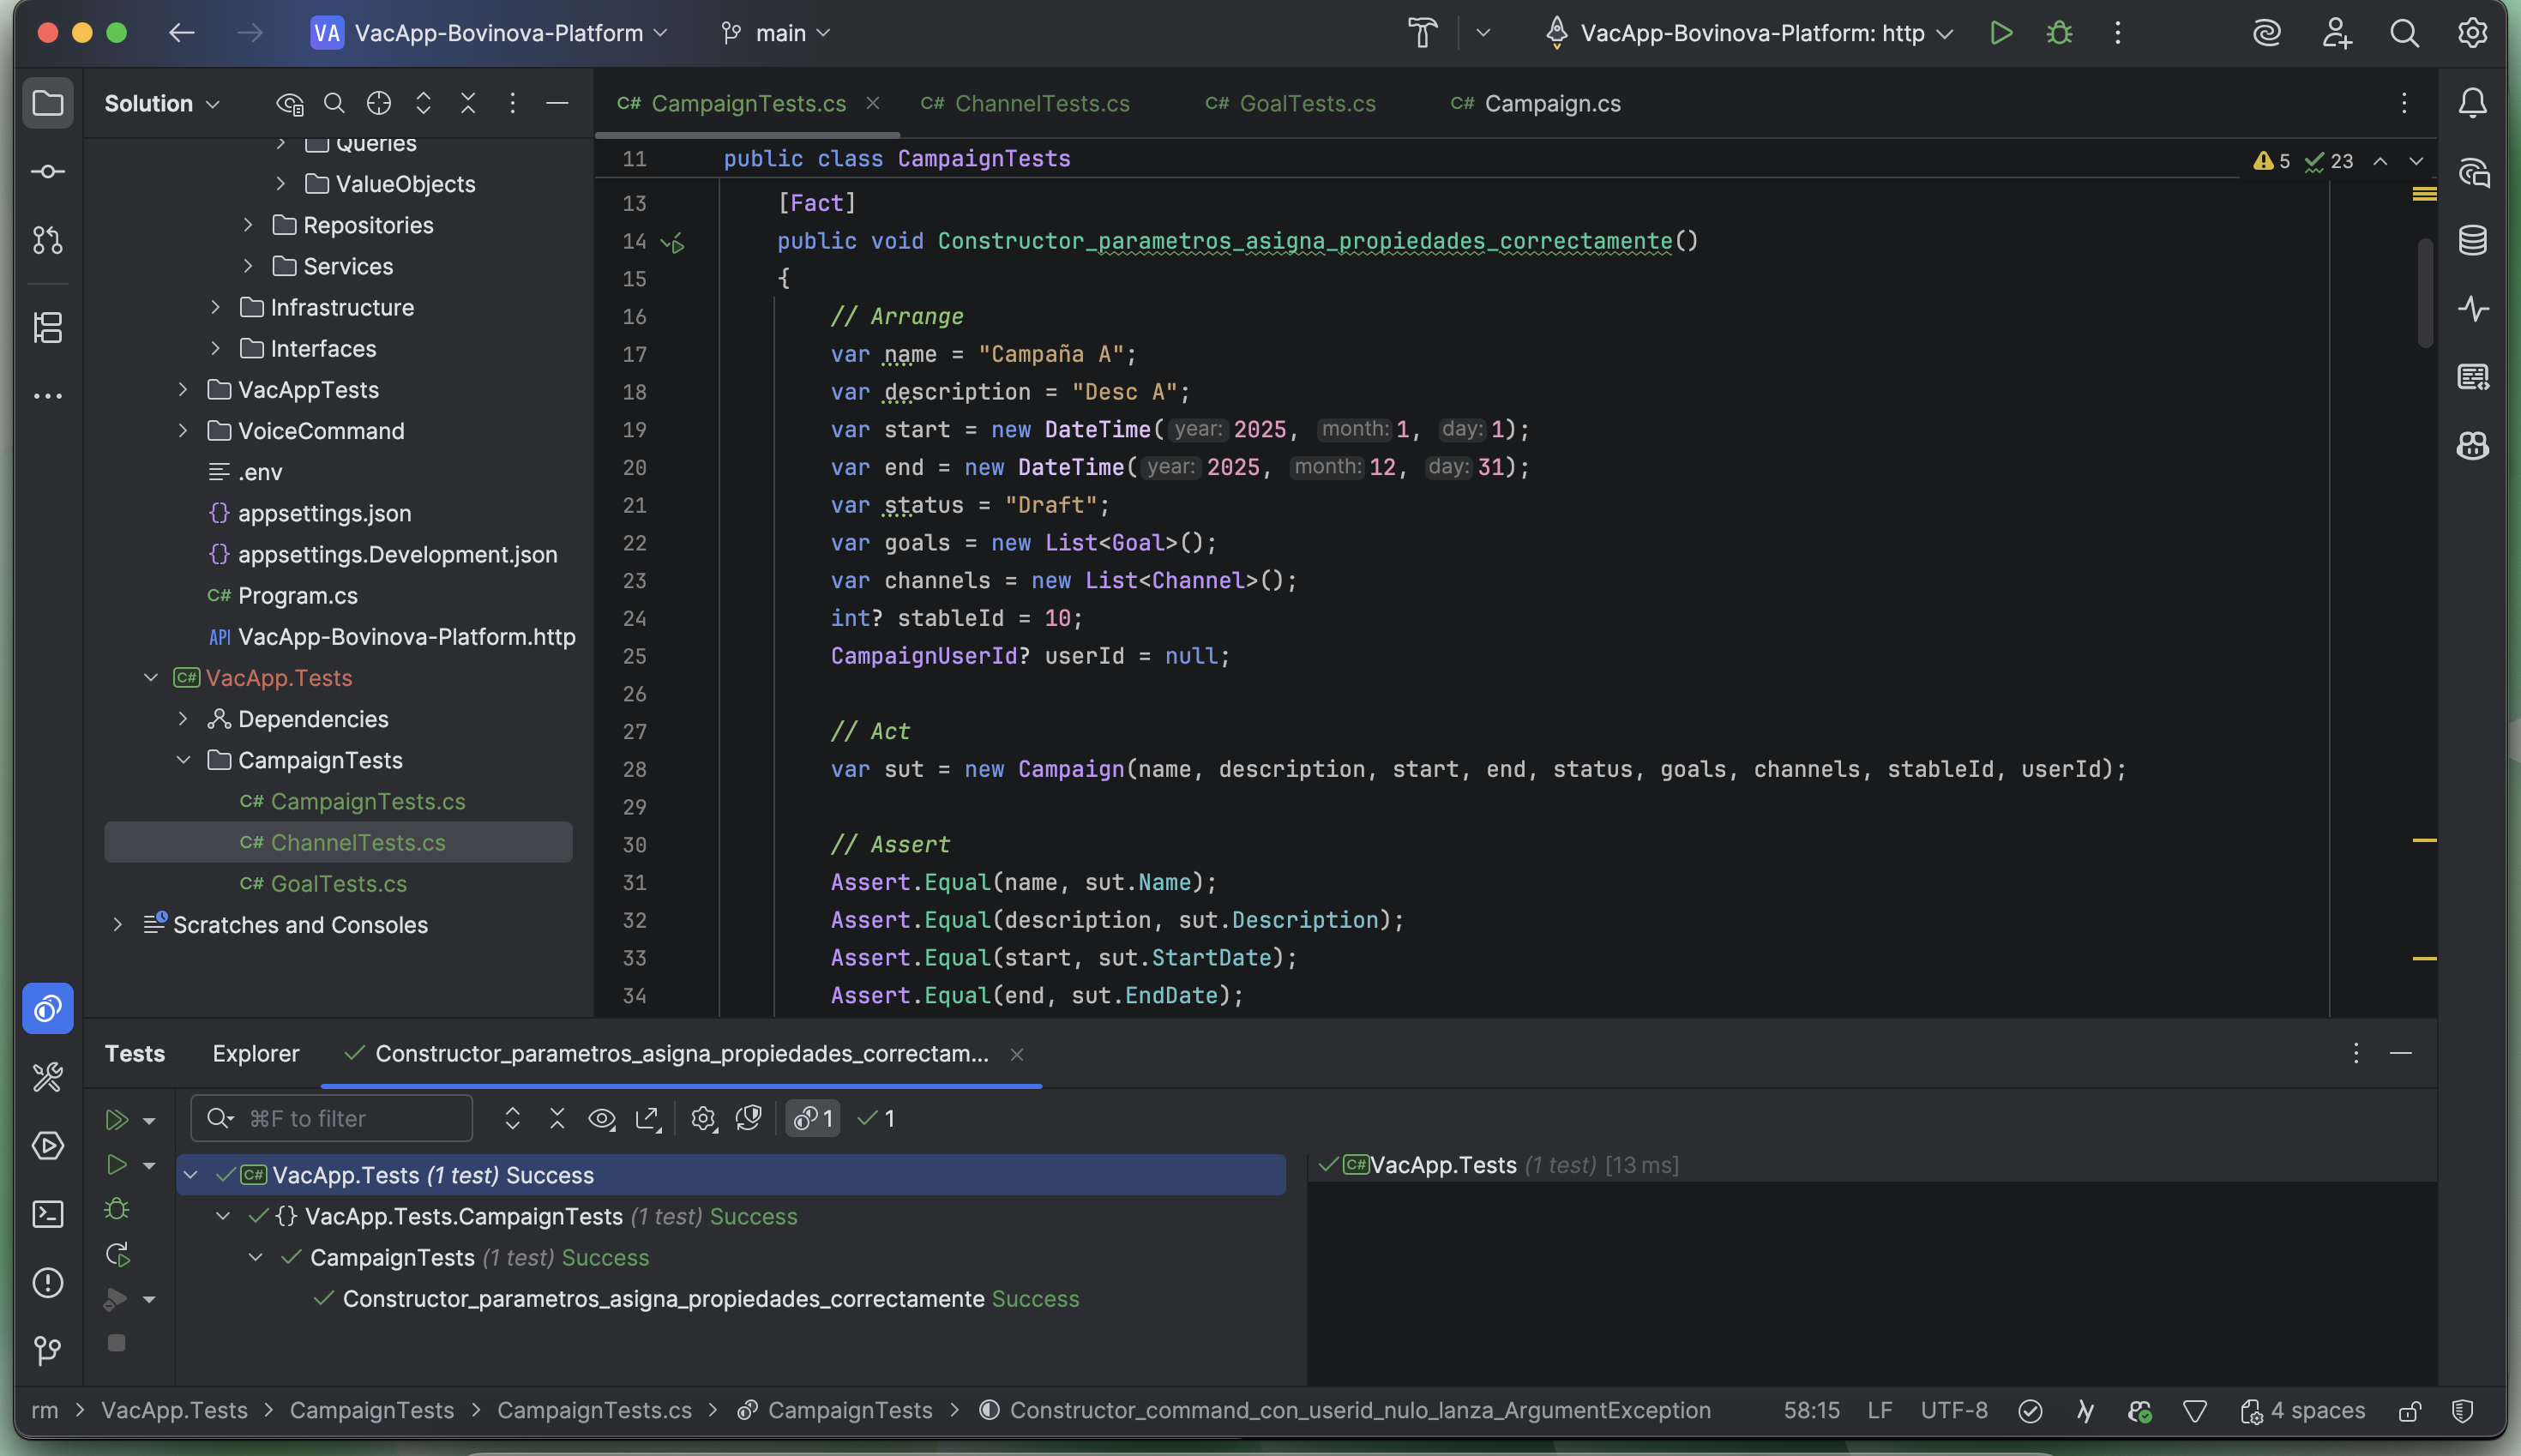 VA VacApp-Bovinova-Platform main VacApp-Bovinova-Platform: http
Solution
Queries
ValueObjects
Repositories
Services
Infrastructure
Interfaces
VacAppTests
VoiceCommand
.env
{} appsettings.json
{} appsettings.Development.json
C# Program.cs
API VacApp-Bovinova-Platform.http
C# VacApp.Tests
Dependencies
CampaignTests
C# CampaignTests.cs
C# ChannelTests.cs
C# GoalTests.cs
Scratches and Consoles
C# CampaignTests.cs C# ChannelTests.cs C# GoalTests.cs C# Campaign.cs
11 public class CampaignTests 5 23
13 [Fact]
14 public void Constructor_parametros_asigna_propiedades_correctamente()
15 {
16 // Arrange
17 var name = "Campaña A";
18 var description = "Desc A";
19 var start = new DateTime( year: 2025, month: 1, day: 1);
20 var end = new DateTime( year: 2025, month: 12, day: 31);
21 var status = "Draft";
22 var goals = new List<Goal>();
23 var channels = new List<Channel>();
24 int? stableId = 10;
25 CampaignUserId? userId = null;
26
27 // Act
28 var sut = new Campaign(name, description, start, end, status, goals, channels, stableId, userId);
29
30 // Assert
31 Assert.Equal(name, sut.Name);
32 Assert.Equal(description, sut.Description);
33 Assert.Equal(start, sut.StartDate);
34 Assert.Equal(end, sut.EndDate);
Tests Explorer Constructor_parametros_asigna_propiedades_correctam...
⌘F to filter 1 1
C# VacApp.Tests (1 test) Success
{} VacApp.Tests.CampaignTests (1 test) Success
CampaignTests (1 test) Success
Constructor_parametros_asigna_propiedades_correctamente Success
C# VacApp.Tests (1 test) [13 ms]
rm > VacApp.Tests > CampaignTests > CampaignTests.cs > CampaignTests > Constructor_command_con_userid_nulo_lanza_ArgumentException 58:15 LF UTF-8 4 spaces